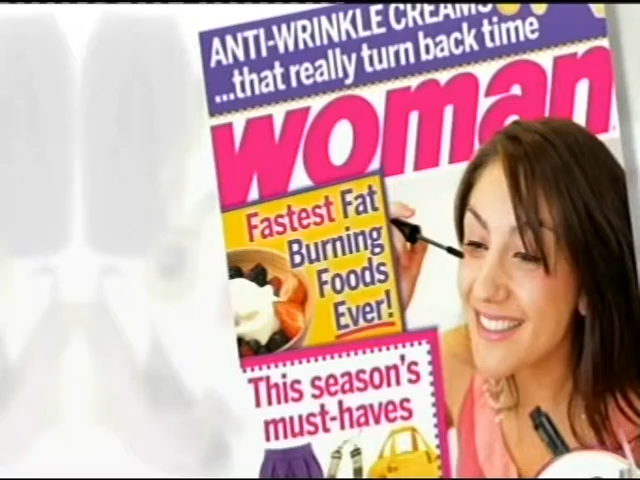 ANTI-WRINKLE CREAMS
...that really turn back time
woman
Fastest Fat
Burning
Foods
Ever!
This season's
must-haves